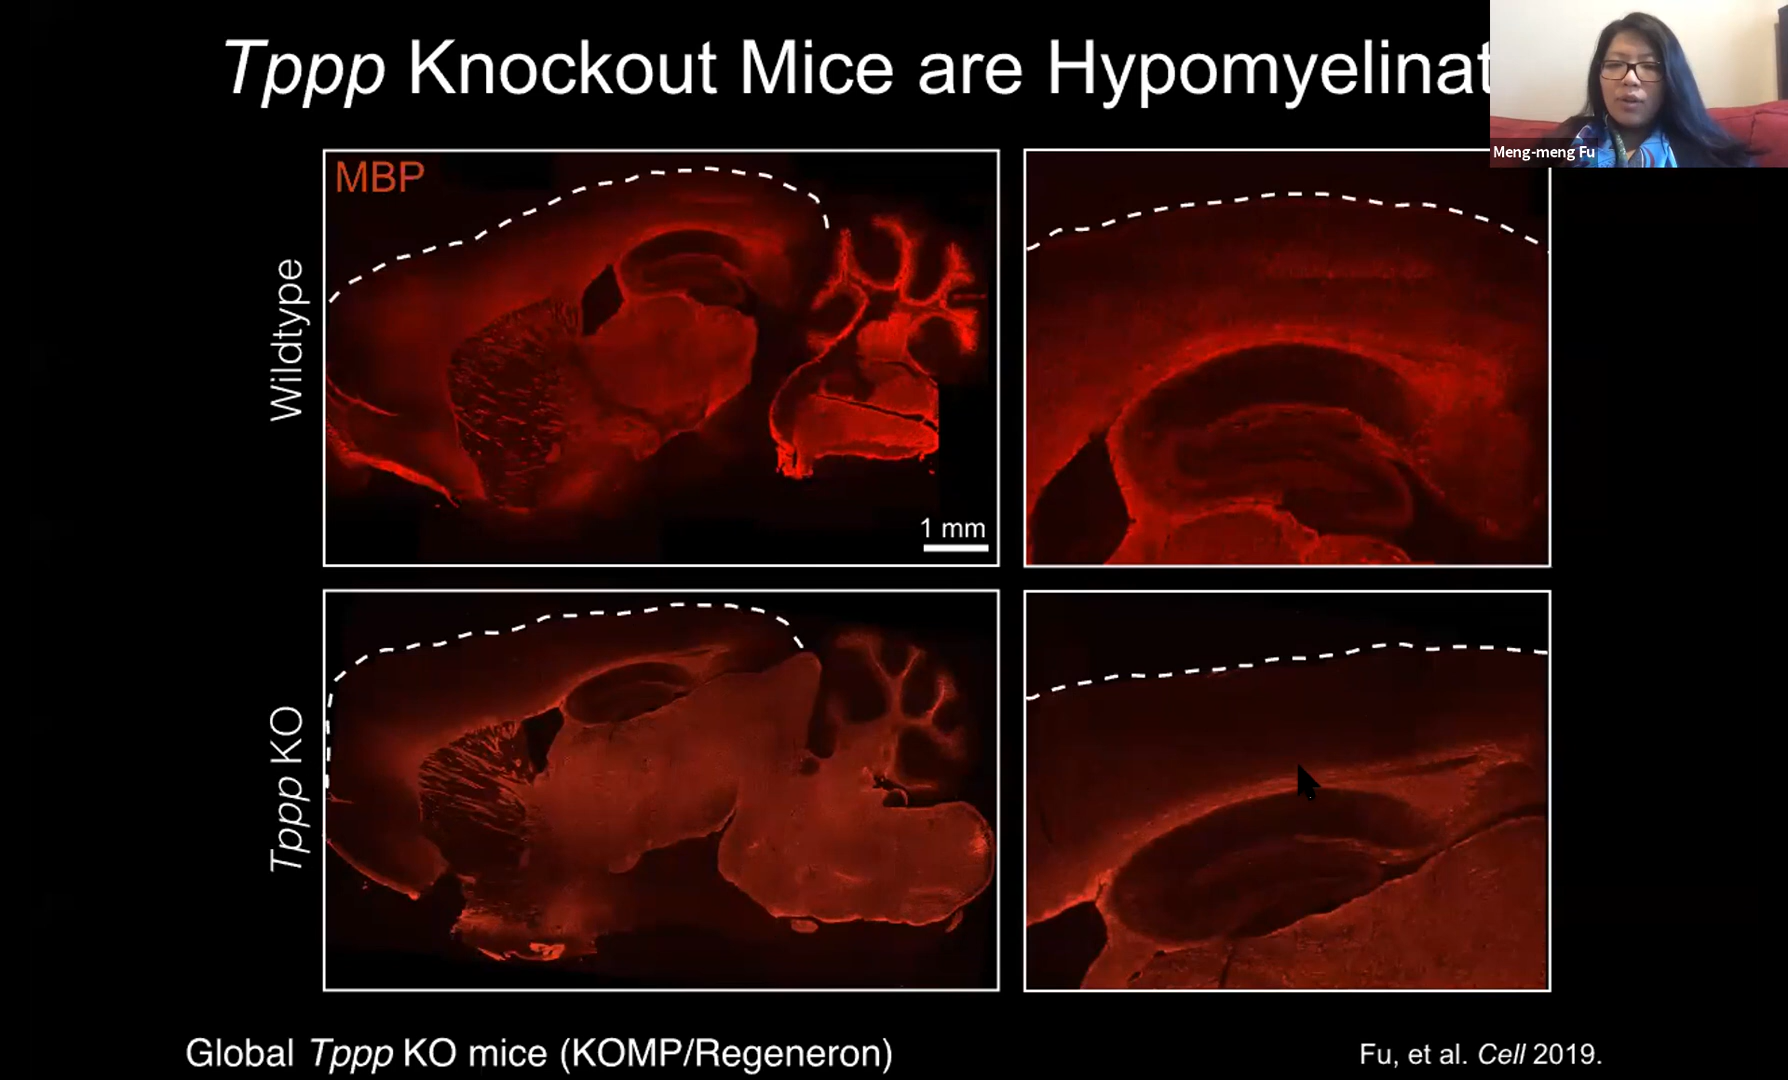 Tppp Knockout Mice are Hypomyelinat
Meng-meng Fu
MBP
Wildtype
1 mm
Tppp KO
Global Tppp KO mice (KOMP/Regeneron)
Fu, et al. Cell 2019.